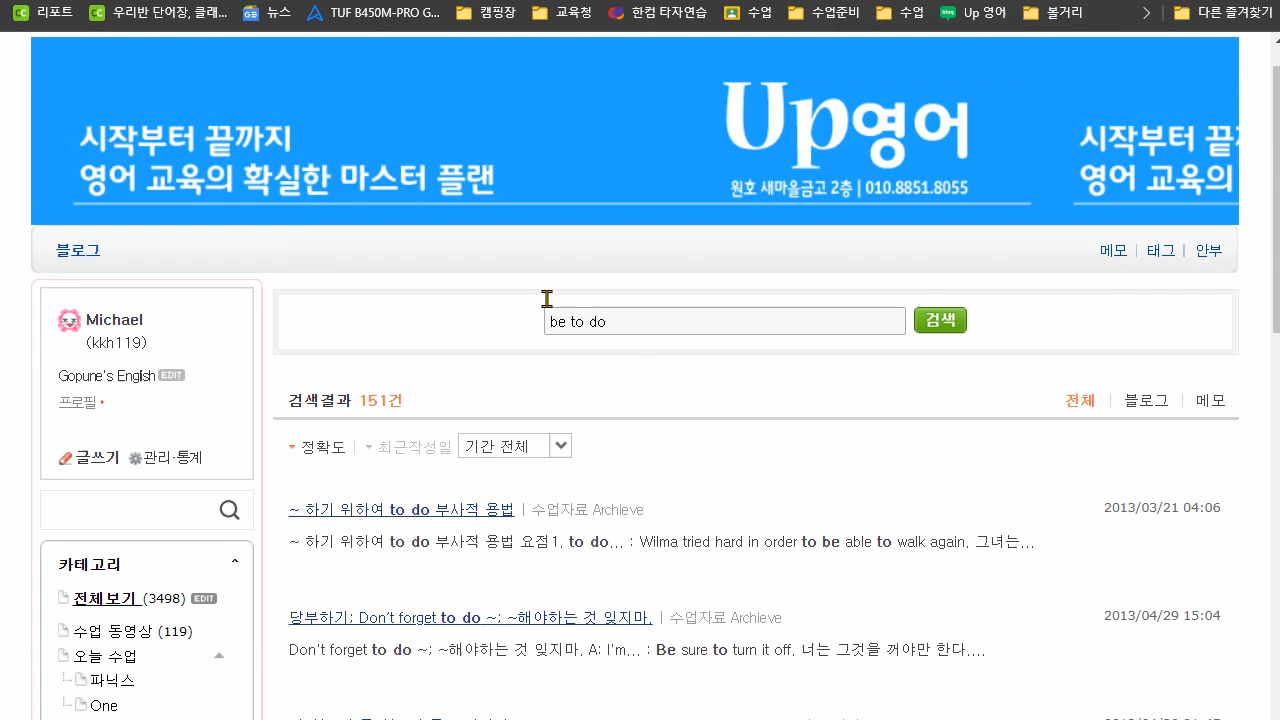 리포트 우리반 단어장, 클래... 뉴스 TUF B450M-PRO G... 캠핑장 교육청 한컴 타자연습 수업 수업준비 수업 Up 영어 볼거리 다른 즐겨찾기
시작부터 끝까지
영어 교육의 확실한 마스터 플랜
Up영어
원호 새마을금고 2층 | 010.8851.8055
시작부터 끝
영어 교육의
블로그 메모 | 태그 | 안부
Michael
(kkh119)
Gopune's English EDIT
프로필
글쓰기 관리·통계
카테고리
전체보기 (3498) EDIT
수업 동영상 (119)
오늘 수업
파닉스
One
be to do 검색
검색결과 151건 전체 | 블로그 | 메모
정확도 | 최근작성일 기간 전체
~ 하기 위하여 to do 부사적 용법 | 수업자료 Archieve 2013/03/21 04:06
~ 하기 위하여 to do 부사적 용법 요점1. to do... : Wilma tried hard in order to be able to walk again. 그녀는...
당부하기; Don't forget to do ~; ~해야하는 것 잊지마. | 수업자료 Archieve 2013/04/29 15:04
Don't forget to do ~; ~해야하는 것 잊지마. A: I'm... : Be sure to turn it off. 너는 그것을 꺼야만 한다....